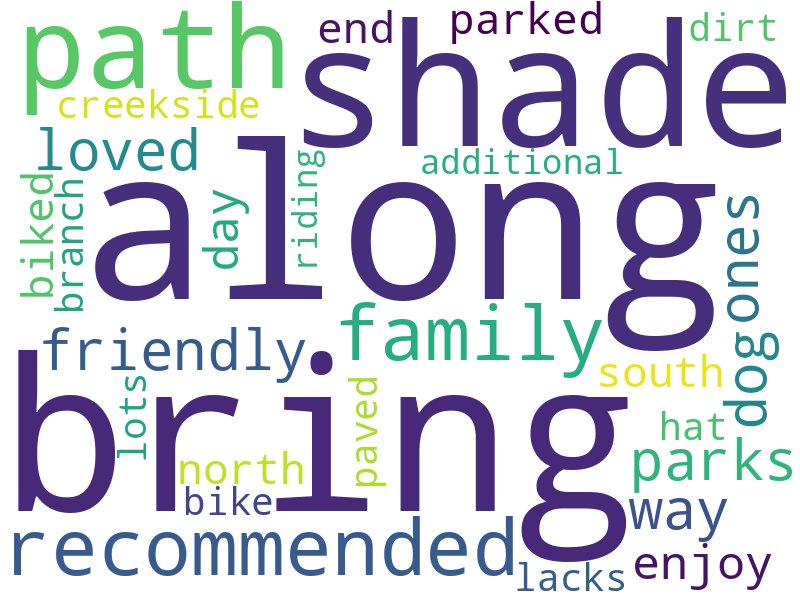 path
shade
end
parked
dirt
creekside
loved
additional
along
riding
day
biked
branch
ones
family
friendly
dog
south
bring
lots
paved
hat
north
parks
bike
way
recommended
enjoy
lacks